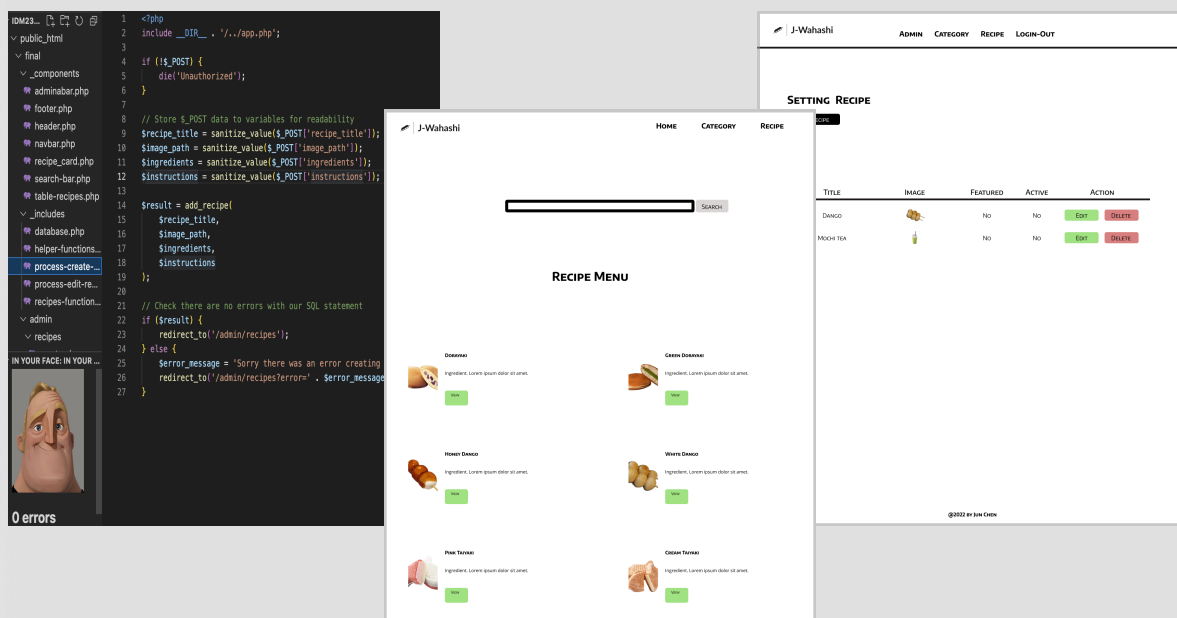 IDM23...
public_html
final
_components
adminabar.php
footer.php
header.php
navbar.php
recipe_card.php
search-bar.php
table-recipes.php
_includes
database.php
helper-functions...
process-create-...
process-edit-re...
recipes-function...
admin
recipes
IN YOUR FACE: IN YOUR ...
0 errors
1 <?php
2 include __DIR__ . '/../app.php';
3
4 if (!$_POST) {
5 die('Unauthorized');
6 }
7
8 // Store $_POST data to variables for readability
9 $recipe_title = sanitize_value($_POST['recipe_title']);
10 $image_path = sanitize_value($_POST['image_path']);
11 $ingredients = sanitize_value($_POST['ingredients']);
12 $instructions = sanitize_value($_POST['instructions']);
13
14 $result = add_recipe(
15 $recipe_title,
16 $image_path,
17 $ingredients,
18 $instructions
19 );
20
21 // Check there are no errors with our SQL statement
22 if ($result) {
23 redirect_to('/admin/recipes');
24 } else {
25 $error_message = 'Sorry there was an error creating
26 redirect_to('/admin/recipes?error=' . $error_message
27 }
J-Wahashi
Home Category Recipe
Search
Recipe Menu
Dorayaki
Ingredient. Lorem ipsum dolor sit amet.
View
Green Dorayaki
Ingredient. Lorem ipsum dolor sit amet.
View
Honey Dango
Ingredient. Lorem ipsum dolor sit amet.
View
White Dango
Ingredient. Lorem ipsum dolor sit amet.
View
Pink Taiyaki
Ingredient. Lorem ipsum dolor sit amet.
View
Cream Taiyaki
Ingredient. Lorem ipsum dolor sit amet.
View
J-Wahashi
Admin Category Recipe Login-Out
Setting Recipe
Title Image Featured Active Action
Dango No No Edit Delete
Mochi tea No No Edit Delete
@2022 by Jun Chen